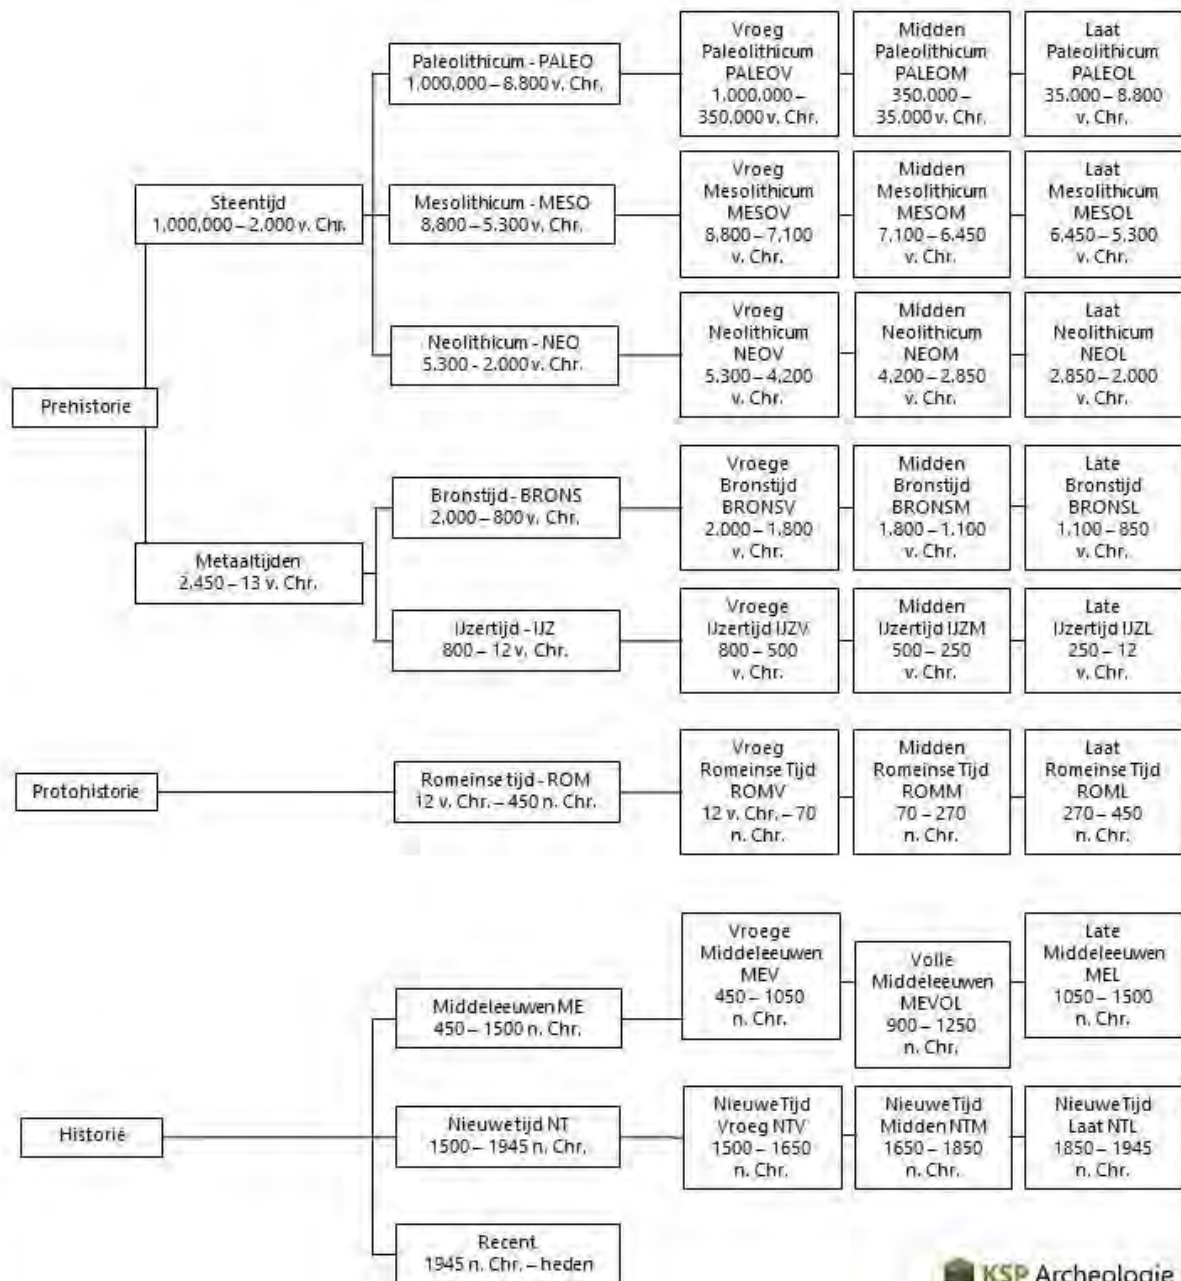 Prehistorie
Steentijd
1.000.000 – 2.000 v. Chr.
Paleolithicum - PALEO
1.000.000 – 8.800 v. Chr.
Vroeg
Paleolithicum
PALEOV
1.000.000 –
350.000 v. Chr.
Midden
Paleolithicum
PALEOM
350.000 –
35.000 v. Chr.
Laat
Paleolithicum
PALEOL
35.000 – 8.800
v. Chr.
Mesolithicum - MESO
8.800 – 5.300 v. Chr.
Vroeg
Mesolithicum
MESOV
8.800 – 7.100
v. Chr.
Midden
Mesolithicum
MESOM
7.100 – 6.450
v. Chr.
Laat
Mesolithicum
MESOL
6.450 – 5.300
v. Chr.
Neolithicum - NEO
5.300 - 2.000 v. Chr.
Vroeg
Neolithicum
NEOV
5.300 – 4.200
v. Chr.
Midden
Neolithicum
NEOM
4.200 – 2.850
v. Chr.
Laat
Neolithicum
NEOL
2.850 – 2.000
v. Chr.
Metaaltijden
2.450 – 13 v. Chr.
Bronstijd - BRONS
2.000 – 800 v. Chr.
Vroege
Bronstijd
BRONSV
2.000 – 1.800
v. Chr.
Midden
Bronstijd
BRONSM
1.800 – 1.100
v. Chr.
Late
Bronstijd
BRONSL
1.100 – 850
v. Chr.
IJzertijd - IJZ
800 – 12 v. Chr.
Vroege
IJzertijd IJZV
800 – 500
v. Chr.
Midden
IJzertijd IJZM
500 – 250
v. Chr.
Late
IJzertijd IJZL
250 – 12
v. Chr.
Protohistorie
Romeinse tijd - ROM
12 v. Chr. – 450 n. Chr.
Vroeg
Romeinse Tijd
ROMV
12 v. Chr. – 70
n. Chr.
Midden
Romeinse Tijd
ROMM
70 – 270
n. Chr.
Laat
Romeinse Tijd
ROML
270 – 450
n. Chr.
Historie
Middeleeuwen ME
450 – 1500 n. Chr.
Vroege
Middeleeuwen
MEV
450 – 1050
n. Chr.
Volle
Middeleeuwen
MEVOL
900 – 1250
n. Chr.
Late
Middeleeuwen
MEL
1050 – 1500
n. Chr.
Nieuwe tijd NT
1500 – 1945 n. Chr.
Nieuwe Tijd
Vroeg NTV
1500 – 1650
n. Chr.
Nieuwe Tijd
Midden NTM
1650 – 1850
n. Chr.
Nieuwe Tijd
Laat NTL
1850 – 1945
n. Chr.
Recent
1945 n. Chr. – heden
KSP Archeologie